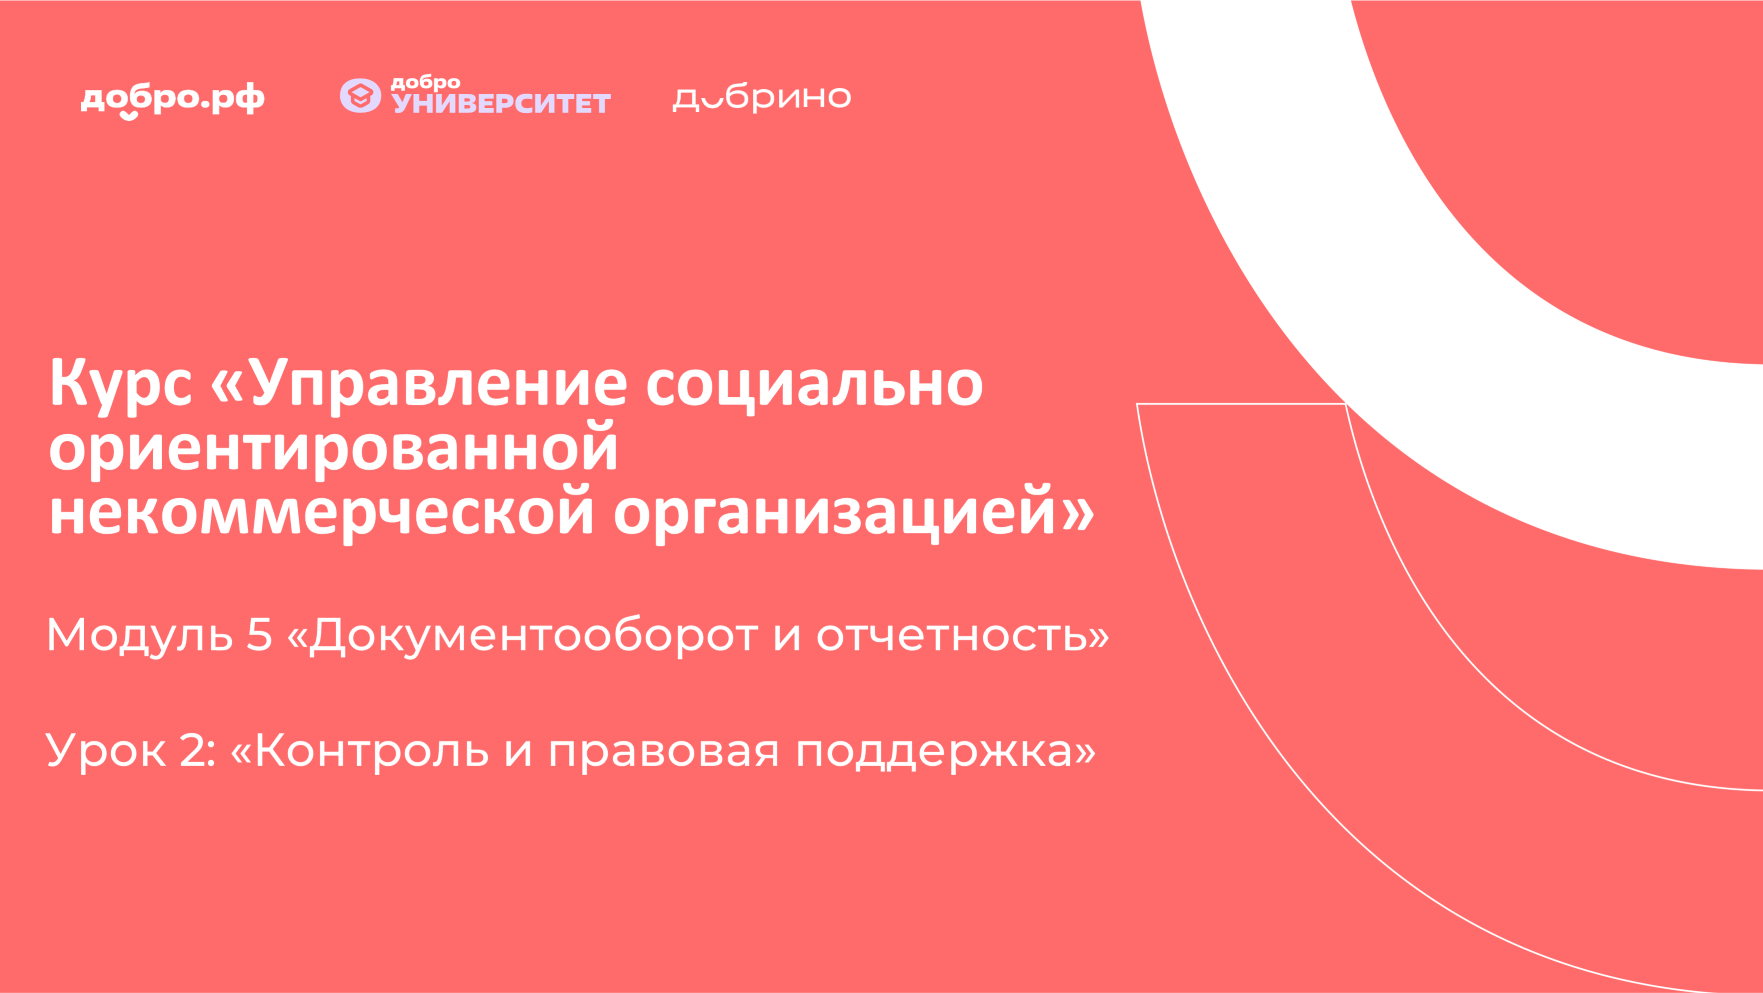 добро.рф
добро
УНИВЕРСИТЕТ
добрино
Курс «Управление социально
ориентированной
некоммерческой организацией»
Модуль 5 «Документооборот и отчетность»
Урок 2: «Контроль и правовая поддержка»